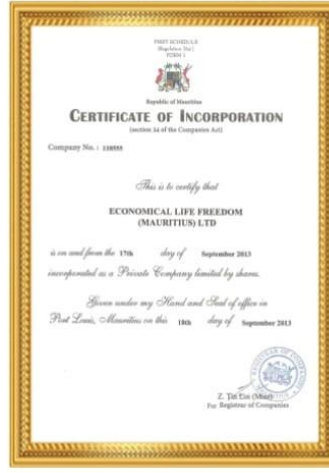 FIRST SCHEDULE
FORM 1
Republic of Mauritius
CERTIFICATE OF INCORPORATION
(section 24 of the Companies Act)
Company No. :
This is to certify that
ECONOMICAL LIFE FREEDOM
(MAURITIUS) LTD
is on and from the 17th day of September 2013
incorporated as a Private Company limited by shares.
Given under my Hand and Seal of office in
Port Louis, Mauritius on this 18th day of September 2013
For Registrar of Companies